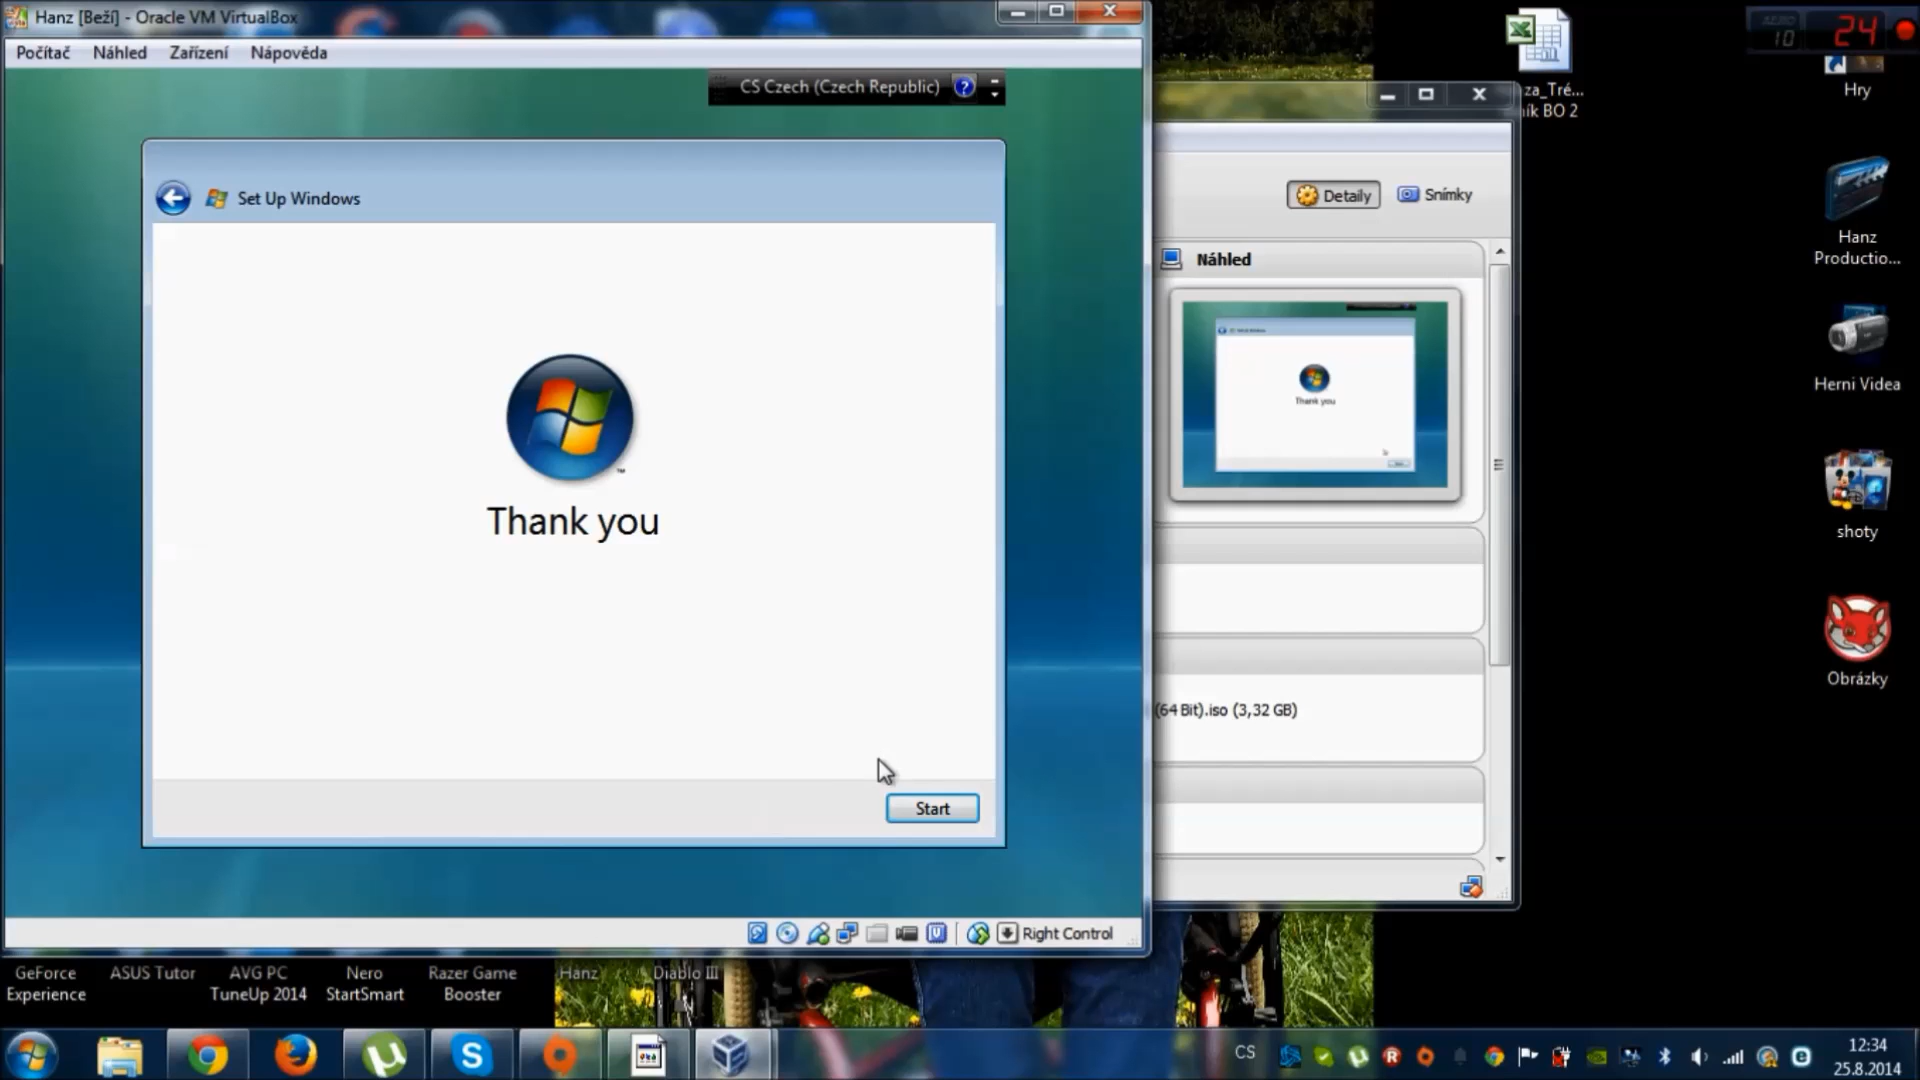 Hanz [Beží] - Oracle VM VirtualBox
Počítač Náhled Zařízení Nápověda
CS Czech (Czech Republic)
Set Up Windows
Thank you
Start
Right Control
Detaily Snímky
Náhled
Thank you
(64 Bit).iso (3,32 GB)
AERO
10
24
za_Tré...
ník BO 2
Hry
Hanz
Productio...
Herni Videa
shoty
Obrázky
GeForce
Experience
ASUS Tutor
AVG PC
TuneUp 2014
Nero
StartSmart
Razer Game
Booster
Hanz
Diablo III
CS
12:34
25.8.2014